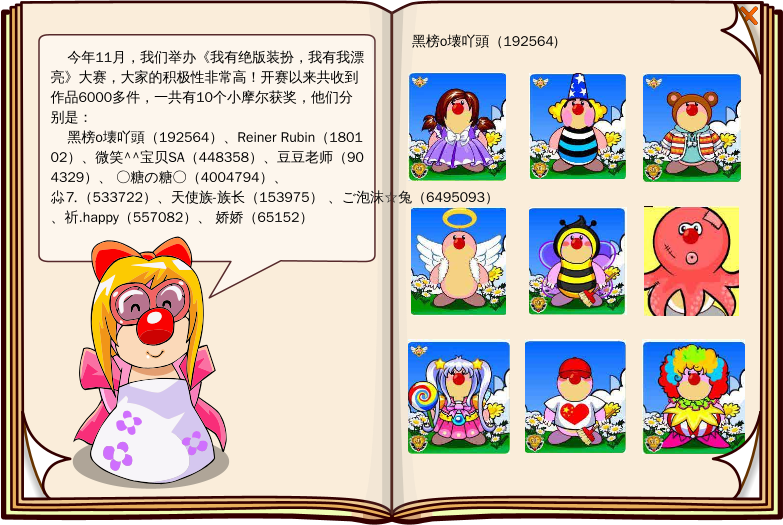 今年11月，我们举办《我有绝版装扮，我有我漂
亮》大赛，大家的积极性非常高！开赛以来共收到
作品6000多件，一共有10个小摩尔获奖，他们分
别是：
黑榜o壊吖頭（192564）、Reiner Rubin（1801
02）、微笑^^宝贝SA（448358）、豆豆老师（90
4329）、 〇糖の糖〇（4004794）、
尛7.（533722）、天使族-族长（153975） 、ご泡沫☆兔（6495093）
、祈.happy（557082）、 娇娇（65152）
黑榜o壊吖頭（192564）